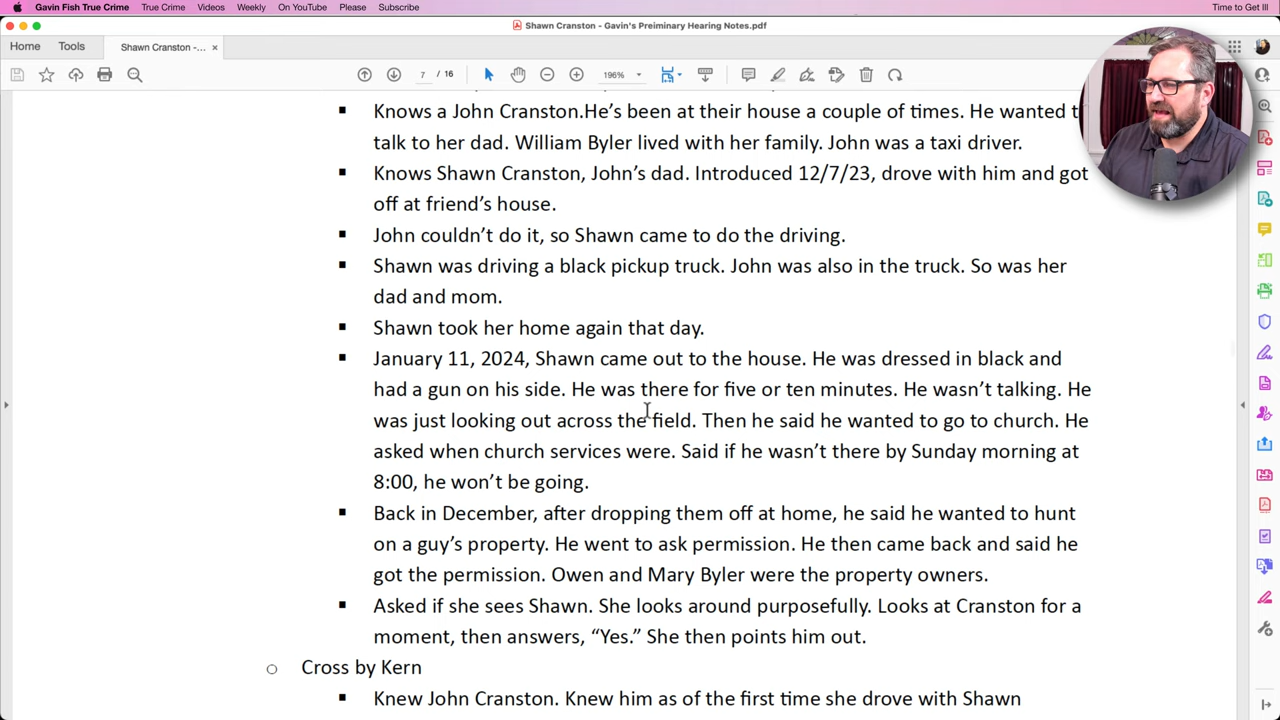 Gavin Fish True Crime True Crime Videos Weekly On YouTube Please Subscribe Time to Get Ill
Shawn Cranston - Gavin's Preiminary Hearing Notes.pdf
Home Tools Shawn Cranston -... ×
7 / 16 196%
Knows a John Cranston.He’s been at their house a couple of times. He wanted t
talk to her dad. William Byler lived with her family. John was a taxi driver.
Knows Shawn Cranston, John’s dad. Introduced 12/7/23, drove with him and got
off at friend’s house.
John couldn’t do it, so Shawn came to do the driving.
Shawn was driving a black pickup truck. John was also in the truck. So was her
dad and mom.
Shawn took her home again that day.
January 11, 2024, Shawn came out to the house. He was dressed in black and
had a gun on his side. He was there for five or ten minutes. He wasn’t talking. He
was just looking out across the field. Then he said he wanted to go to church. He
asked when church services were. Said if he wasn’t there by Sunday morning at
8:00, he won’t be going.
Back in December, after dropping them off at home, he said he wanted to hunt
on a guy’s property. He went to ask permission. He then came back and said he
got the permission. Owen and Mary Byler were the property owners.
Asked if she sees Shawn. She looks around purposefully. Looks at Cranston for a
moment, then answers, “Yes.” She then points him out.
Cross by Kern
Knew John Cranston. Knew him as of the first time she drove with Shawn